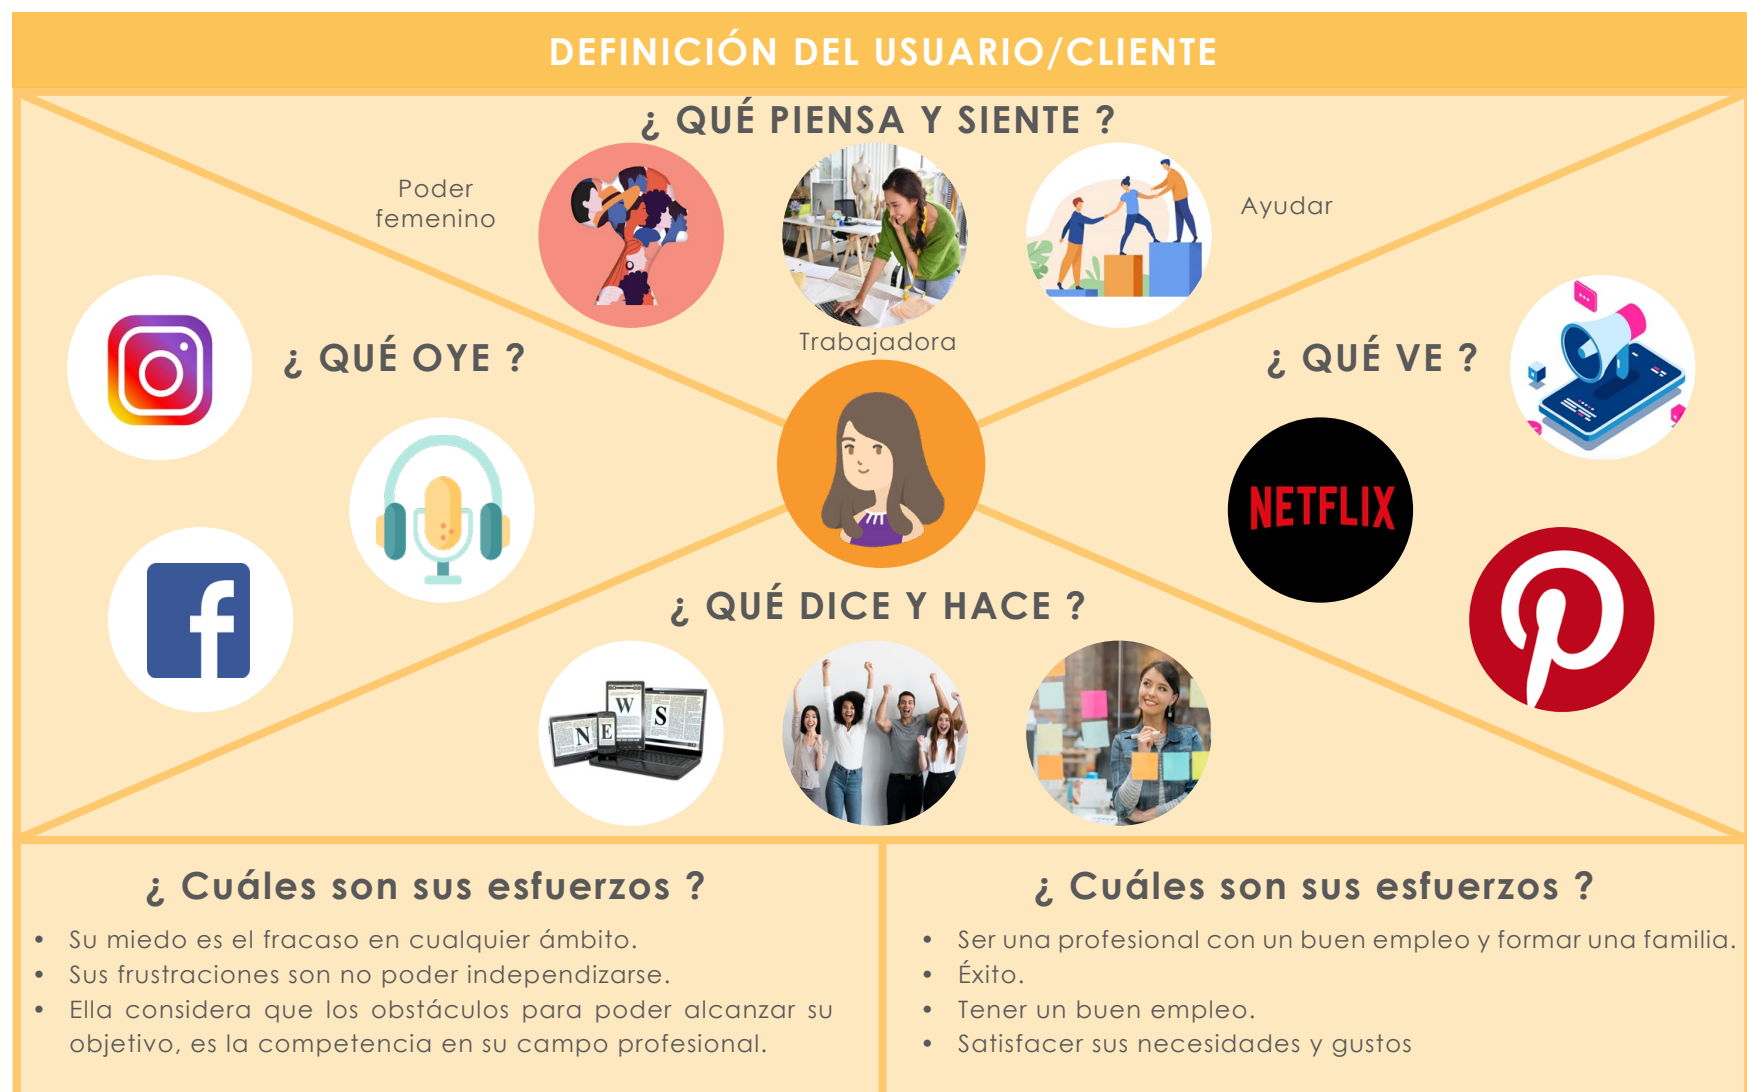 DEFINICIÓN DEL USUARIO/CLIENTE
¿ QUÉ PIENSA Y SIENTE ?
Poder
femenino
Ayudar
Trabajadora
¿ QUÉ OYE ?
¿ QUÉ VE ?
NETFLIX
¿ QUÉ DICE Y HACE ?
N E W S
¿ Cuáles son sus esfuerzos ?
• Su miedo es el fracaso en cualquier ámbito.
• Sus frustraciones son no poder independizarse.
• Ella considera que los obstáculos para poder alcanzar su
objetivo, es la competencia en su campo profesional.
¿ Cuáles son sus esfuerzos ?
• Ser una profesional con un buen empleo y formar una familia.
• Éxito.
• Tener un buen empleo.
• Satisfacer sus necesidades y gustos